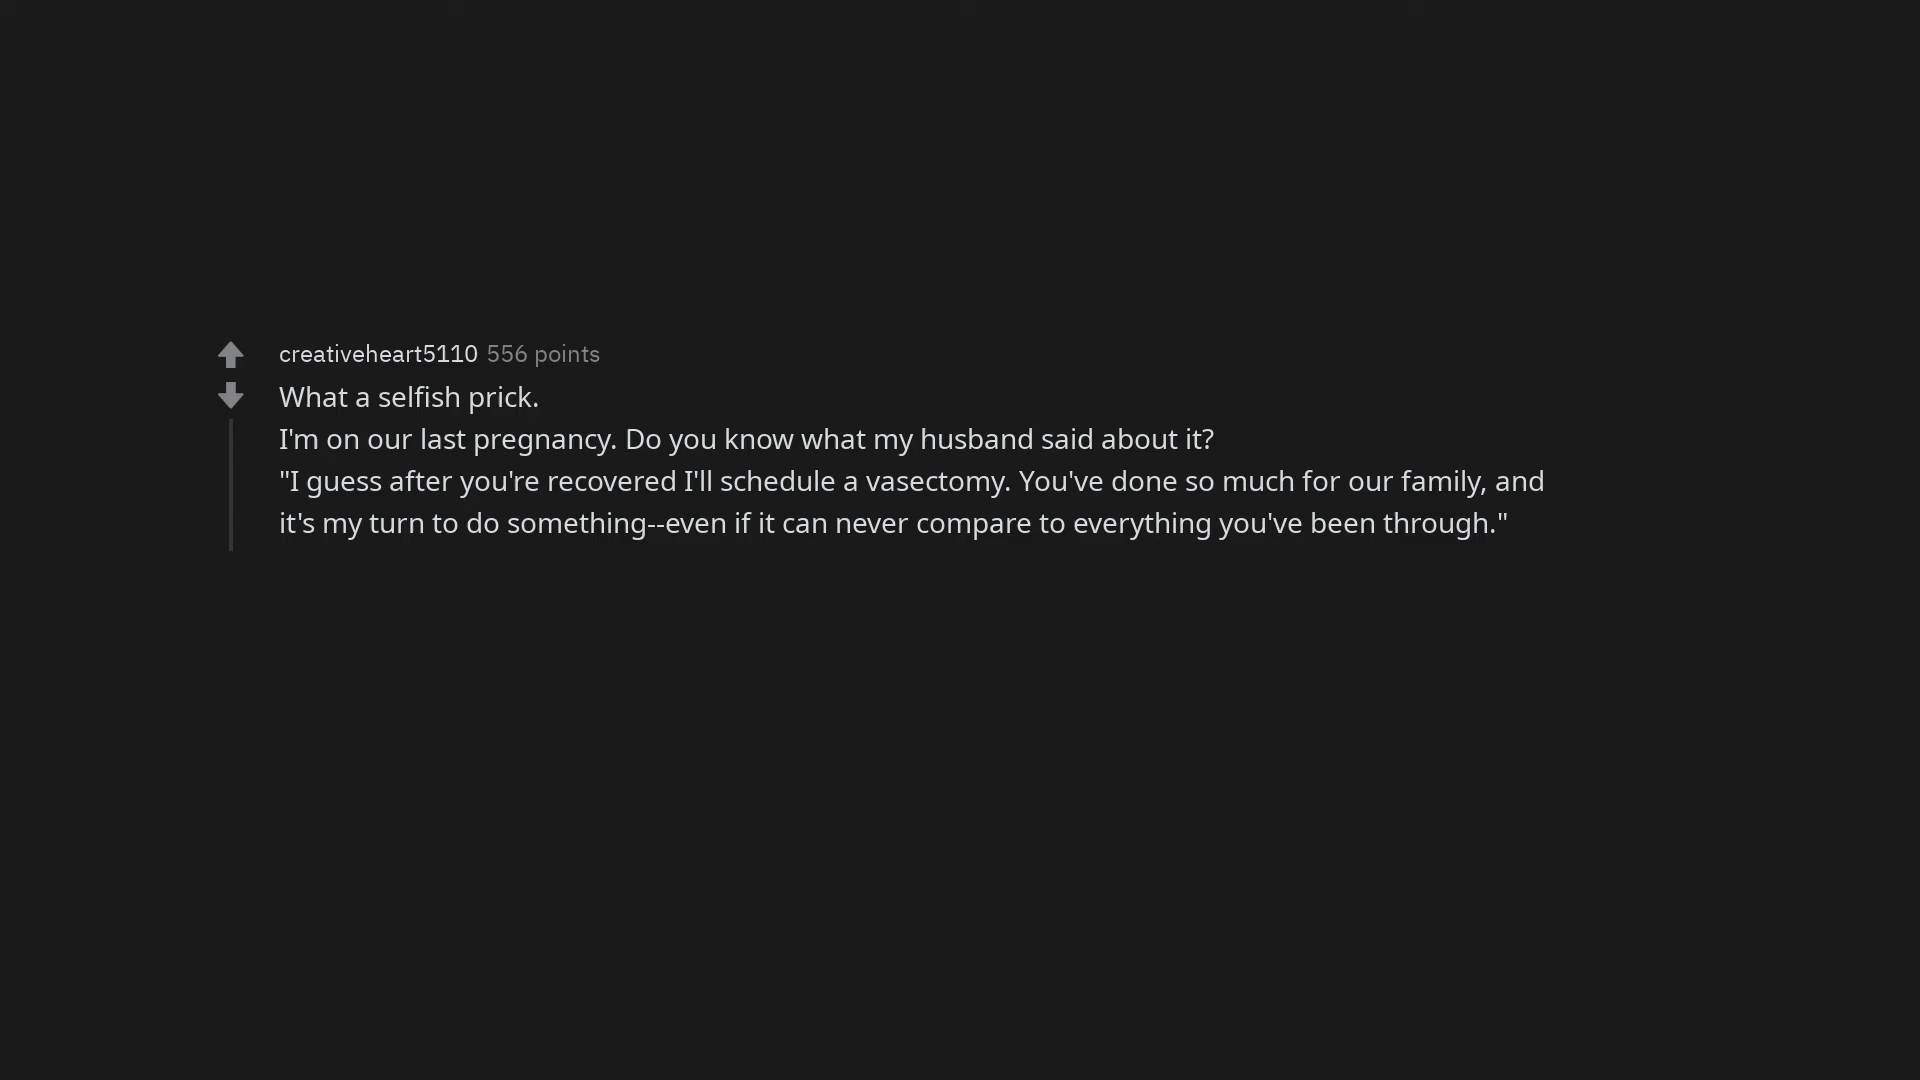 creativeheart5110 556 points
What a selfish prick.
I'm on our last pregnancy. Do you know what my husband said about it?
"I guess after you're recovered I'll schedule a vasectomy. You've done so much for our family, and
it's my turn to do something--even if it can never compare to everything you've been through."